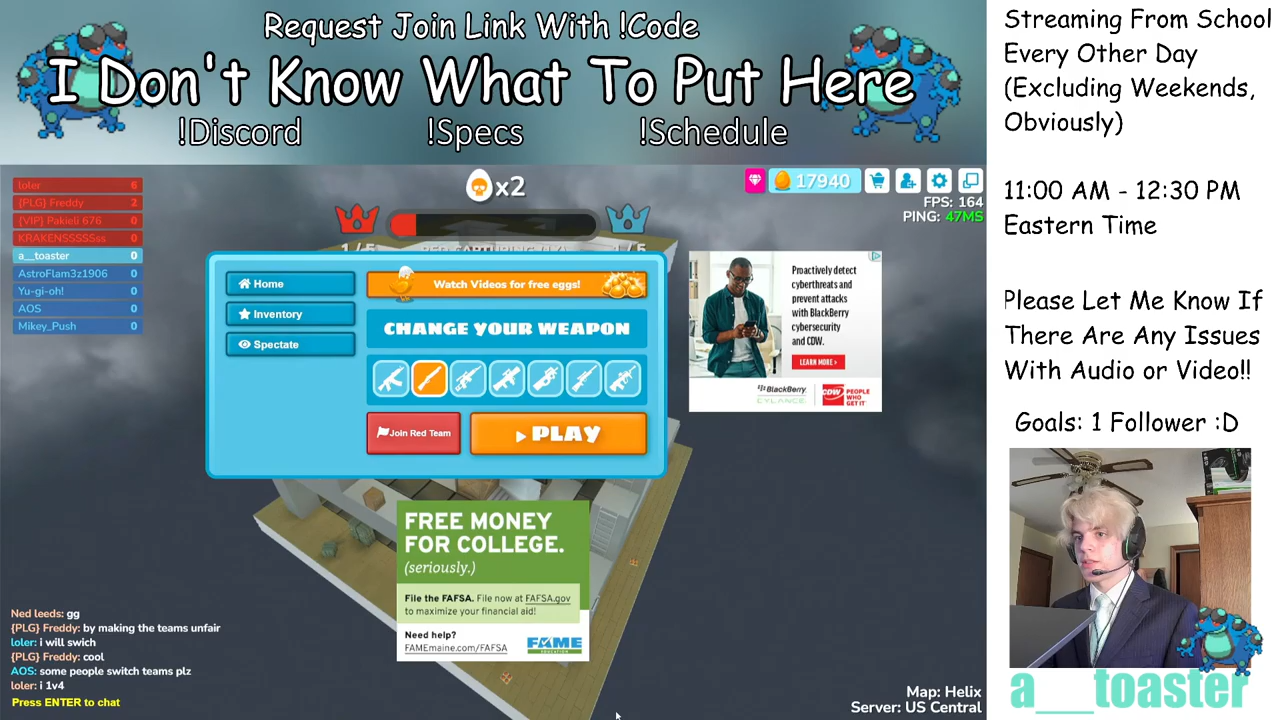 Request Join Link With !Code
I Don't Know What To Put Here
!Discord
!Specs
!Schedule
Streaming From School
Every Other Day
(Excluding Weekends,
Obviously)
11:00 AM - 12:30 PM
Eastern Time
Please Let Me Know If
There Are Any Issues
With Audio or Video!!
Goals: 1 Follower :D
a__toaster
loler 6
{PLG} Freddy 2
{VIP} Pakieli 676 0
KRAKENSSSSss 0
a__toaster 0
AstroFlam3z1906 0
Yu-gi-oh! 0
AOS 0
Mikey_Push 0
x2
17940
FPS: 164
PING: 47MS
1/5
1/5
Home
Inventory
Spectate
Watch Videos for free eggs!
CHANGE YOUR WEAPON
Join Red Team
PLAY
Proactively detect
cyberthreats and
prevent attacks
with BlackBerry
cybersecurity
and CDW.
LEARN MORE >
BlackBerry
CYLANCE
CDW
PEOPLE
WHO
GET IT
FREE MONEY
FOR COLLEGE.
(seriously.)
File the FAFSA. File now at FAFSA.gov
to maximize your financial aid!
Need help?
FAMEmaine.com/FAFSA
FAME
EDUCATION
Ned leeds: gg
{PLG} Freddy: by making the teams unfair
loler: i will swich
{PLG} Freddy: cool
AOS: some people switch teams plz
loler: i 1v4
Press ENTER to chat
Map: Helix
Server: US Central